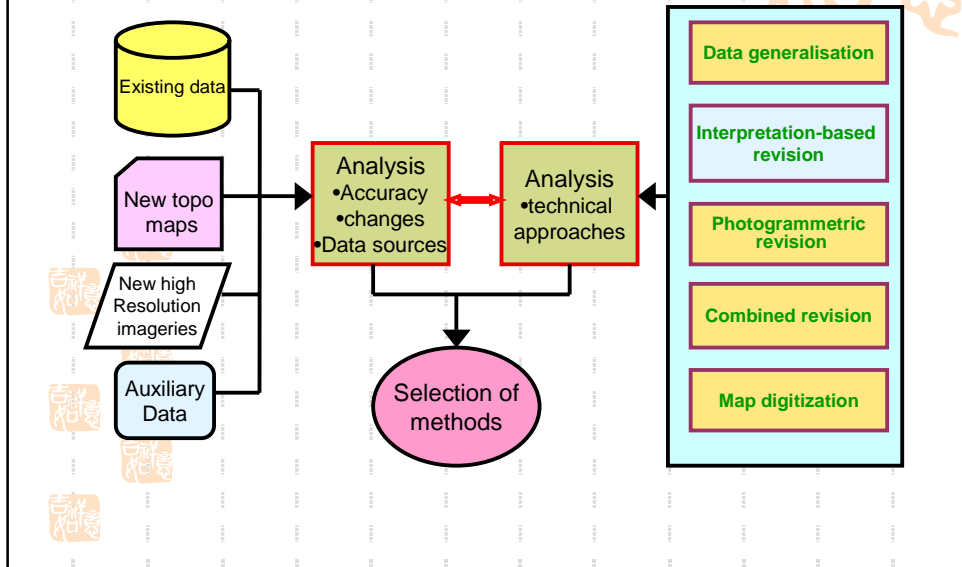 Existing data
New topo
maps
New high
Resolution
imageries
Auxiliary
Data
Analysis
•Accuracy
•changes
•Data sources
Analysis
•technical
approaches
Selection of
methods
Data generalisation
Interpretation-based
revision
Photogrammetric
revision
Combined revision
Map digitization